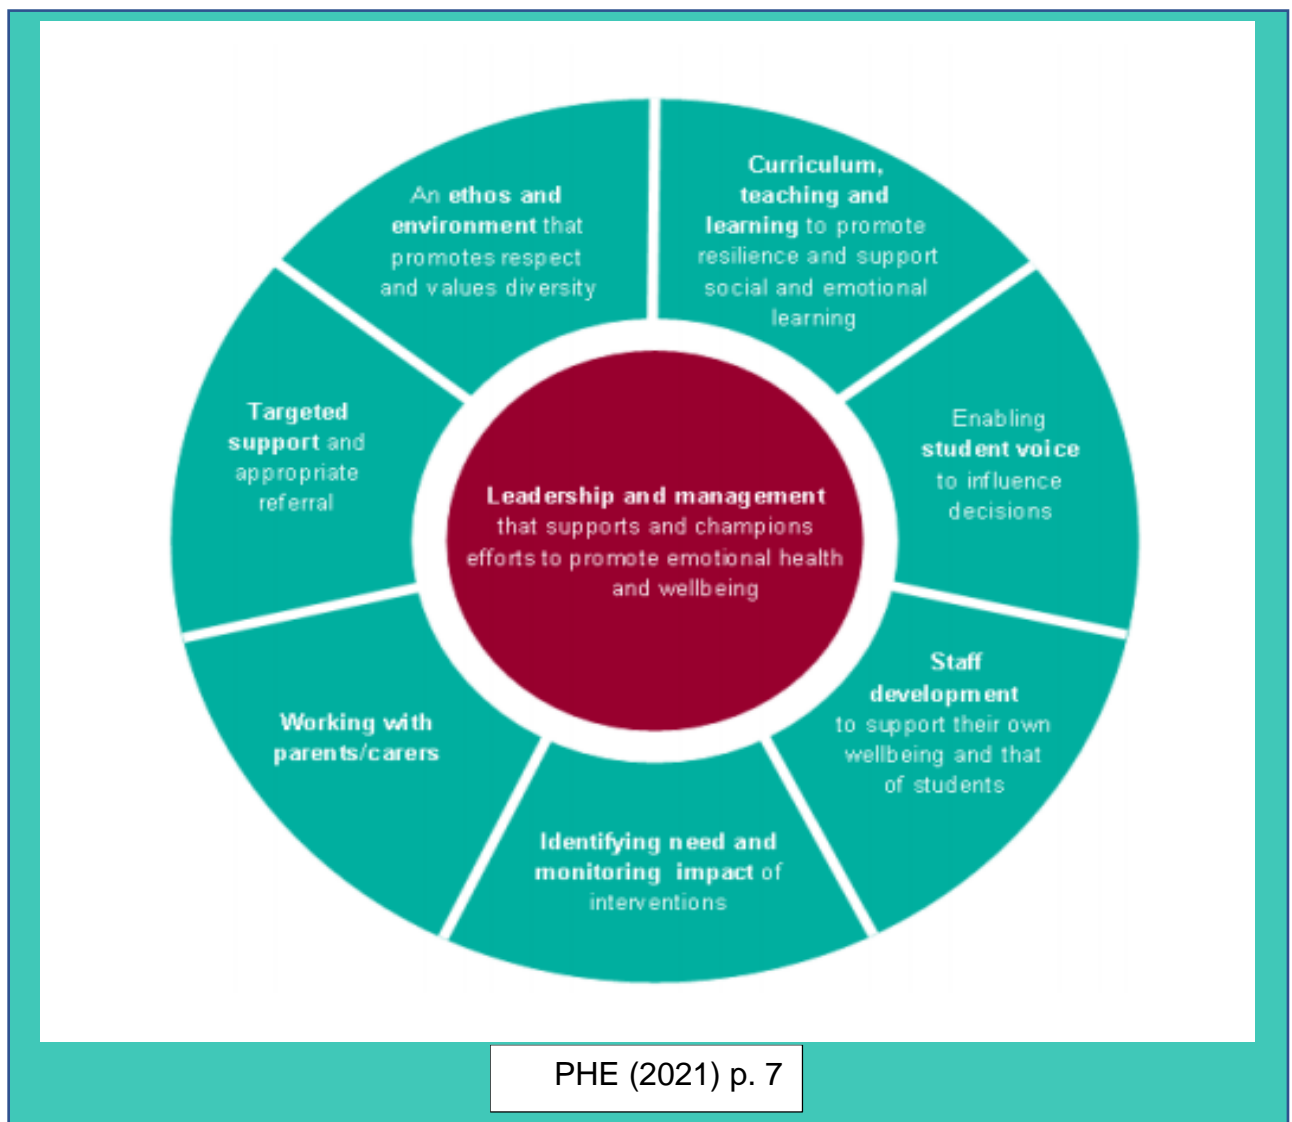 An ethos and
environment that
promotes respect
and values diversity
Curriculum,
teaching and
learning to promote
resilience and support
social and emotional
learning
Enabling
student voice
to influence
decisions
Staff
development
to support their own
wellbeing and that
of students
Identifying need and
monitoring impact of
interventions
Working with
parents/carers
Targeted
support and
appropriate
referral
Leadership and management
that supports and champions
efforts to promote emotional health
and wellbeing
PHE (2021) p. 7